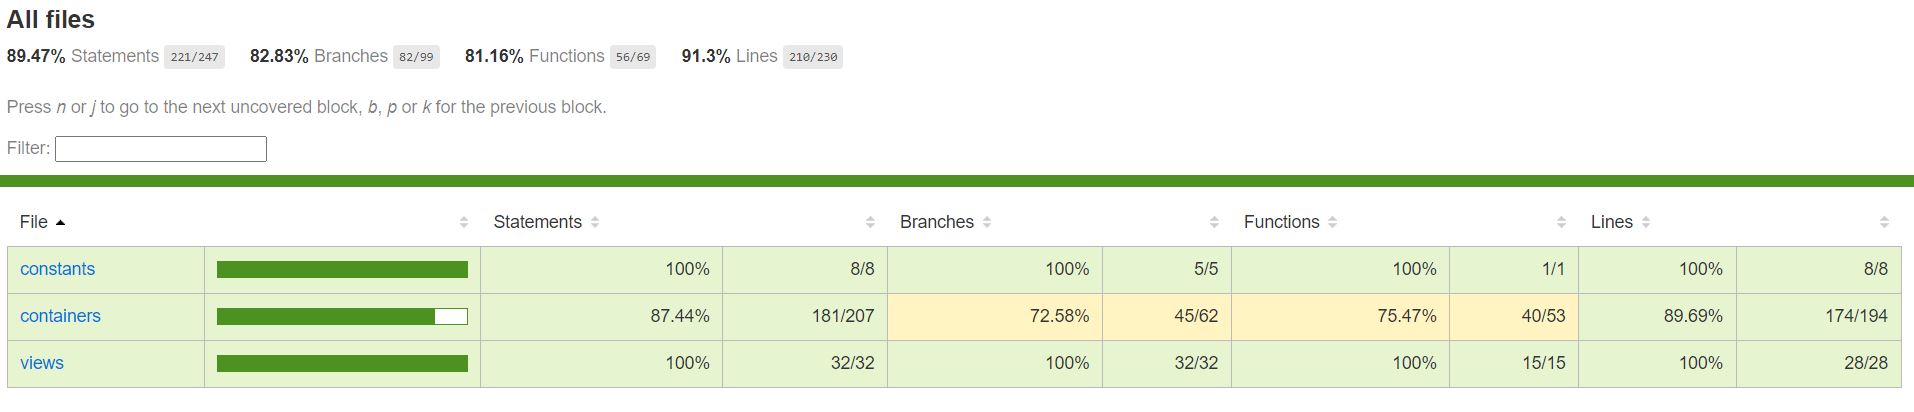 All files
89.47% Statements 221/247 82.83% Branches 82/99 81.16% Functions 56/69 91.3% Lines 210/230
Press n or j to go to the next uncovered block, b, p or k for the previous block.
Filter:
File Statements Branches Functions Lines
constants 100% 8/8 100% 5/5 100% 1/1 100% 8/8
containers 87.44% 181/207 72.58% 45/62 75.47% 40/53 89.69% 174/194
views 100% 32/32 100% 32/32 100% 15/15 100% 28/28